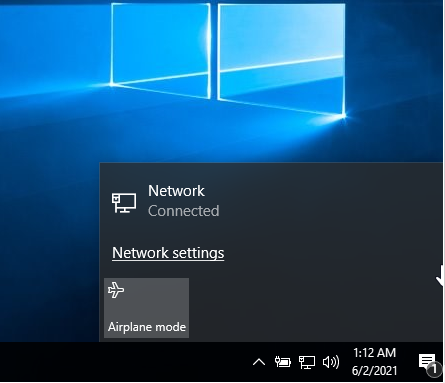 Network
Connected
Network settings
Airplane mode
1:12 AM
6/2/2021
1